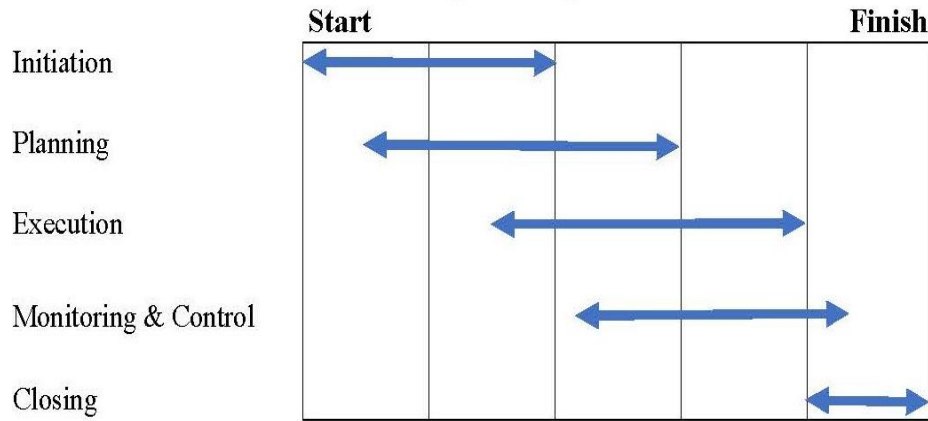 Start Finish
Initiation
Planning
Execution
Monitoring & Control
Closing